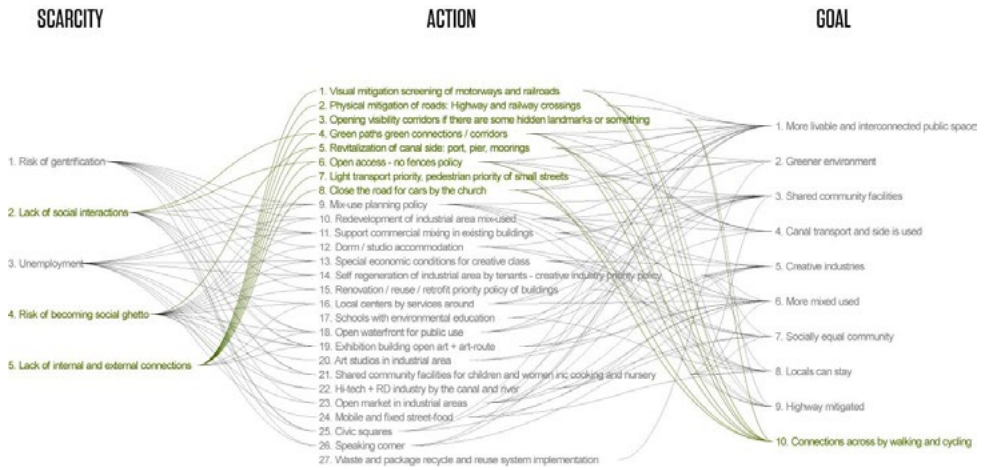 SCARCITY
ACTION
GOAL
1. Risk of gentrification
2. Lack of social interactions
3. Unemployment
4. Risk of becoming social ghetto
5. Lack of internal and external connections
1. Visual mitigation screening of motorways and railroads
2. Physical mitigation of roads: Highway and railway crossings
3. Opening visibility corridors if there are some hidden landmarks or something
4. Green paths green connections / corridors
5. Revitalization of canal side: port, pier, moorings
6. Open access - no fences policy
7. Light transport priority, pedestrian priority of small streets
8. Close the road for cars by the church
9. Mix-use planning policy
10. Redevelopment of industrial area mix-used
11. Support commercial mixing in existing buildings
12. Dorm / studio accommodation
13. Special economic conditions for creative class
14. Self regeneration of industrial area by tenants - creative industry priority policy
15. Renovation / reuse / retrofit priority policy of buildings
16. Local centers by services around
17. Schools with environmental education
18. Open waterfront for public use
19. Exhibition building open art + art-route
20. Art studios in industrial area
21. Shared community facilities for children and women inc cooking and nursery
22. Hi-tech + RD industry by the canal and river
23. Open market in industrial areas
24. Mobile and fixed street-food
25. Civic squares
26. Speaking corner
27. Waste and package recycle and reuse system implementation
1. More livable and interconnected public space
2. Greener environment
3. Shared community facilities
4. Canal transport and side is used
5. Creative industries
6. More mixed used
7. Socially equal community
8. Locals can stay
9. Highway mitigated
10. Connections across by walking and cycling